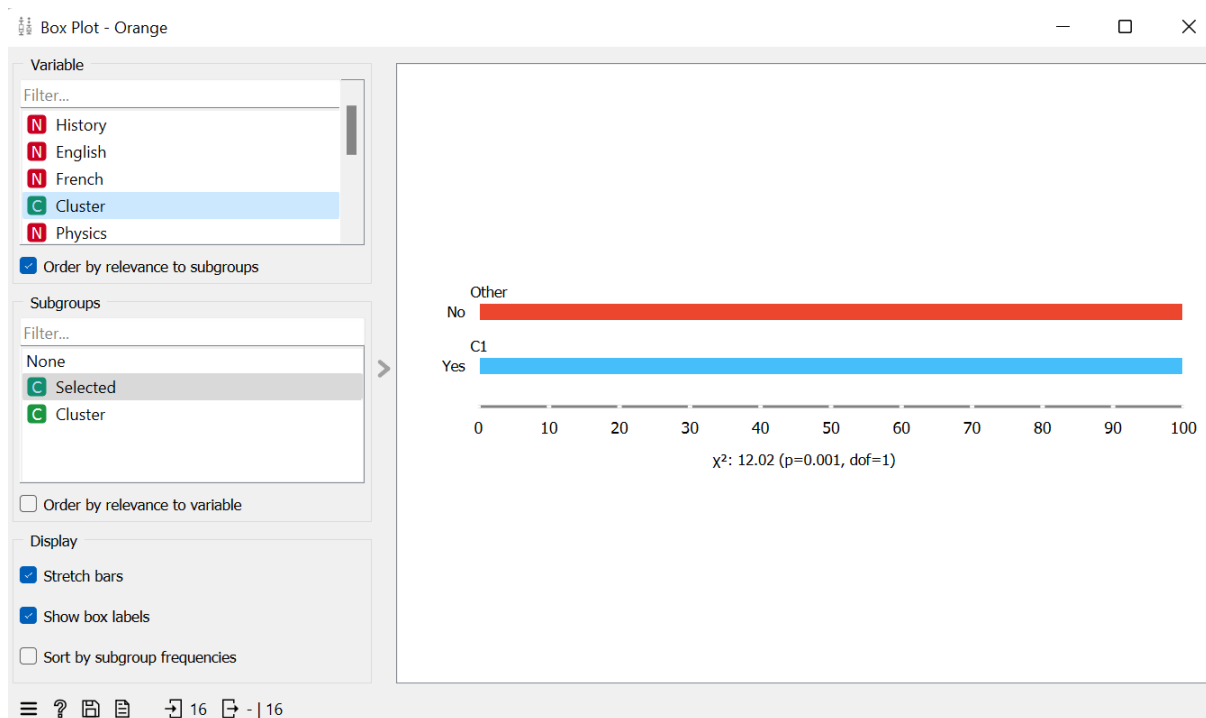 Box Plot - Orange
Variable
Filter...
N History
N English
N French
C Cluster
N Physics
Order by relevance to subgroups
Subgroups
Filter...
None
C Selected
C Cluster
Order by relevance to variable
Display
Stretch bars
Show box labels
Sort by subgroup frequencies
? 16 - | 16
Other
No
C1
Yes
0 10 20 30 40 50 60 70 80 90 100
χ²: 12.02 (p=0.001, dof=1)